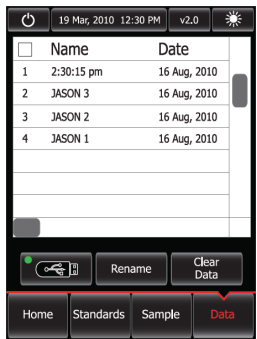 19 Mar, 2010 12:30 PM v2.0
Name Date
1 2:30:15 pm 16 Aug, 2010
2 JASON 3 16 Aug, 2010
3 JASON 2 16 Aug, 2010
4 JASON 1 16 Aug, 2010
Rename
Clear
Data
Home Standards Sample Data